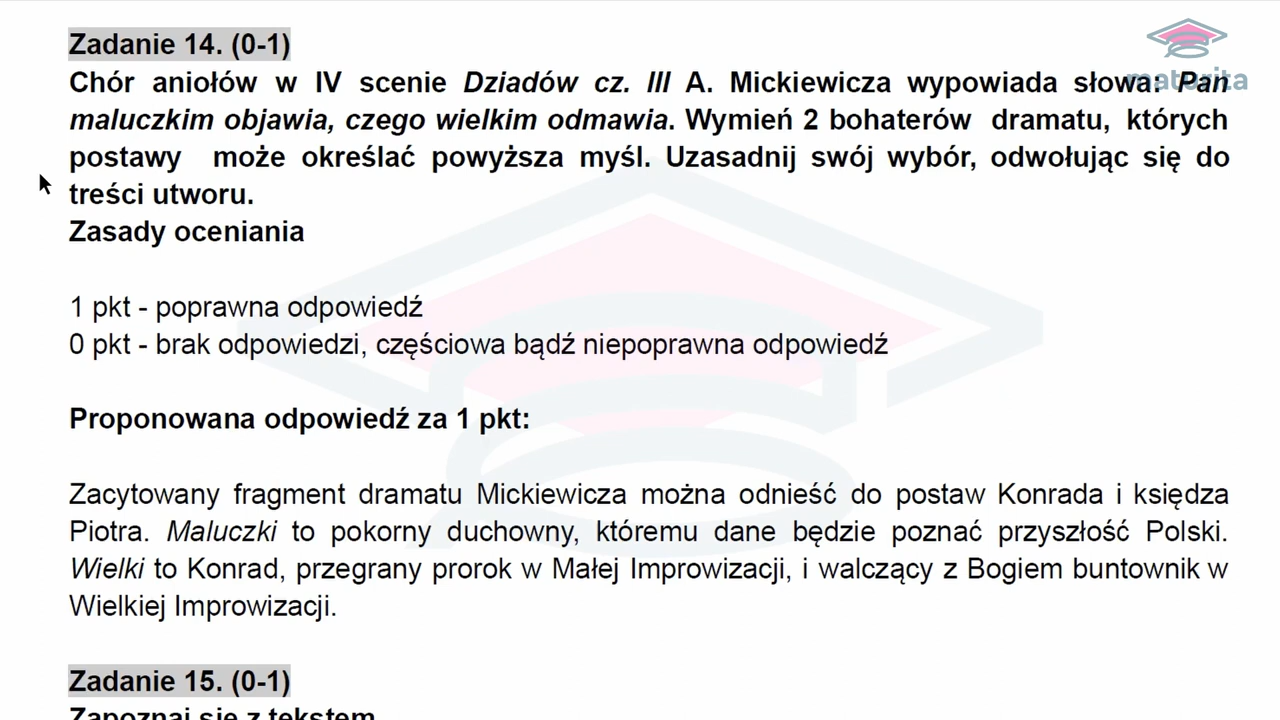 Zadanie 14. (0-1)
maturita
Chór aniołów w IV scenie Dziadów cz. III A. Mickiewicza wypowiada słowa: Pan
maluczkim objawia, czego wielkim odmawia. Wymień 2 bohaterów dramatu, których
postawy może określać powyższa myśl. Uzasadnij swój wybór, odwołując się do
treści utworu.
Zasady oceniania
1 pkt - poprawna odpowiedź
0 pkt - brak odpowiedzi, częściowa bądź niepoprawna odpowiedź
Proponowana odpowiedź za 1 pkt:
Zacytowany fragment dramatu Mickiewicza można odnieść do postaw Konrada i księdza
Piotra. Maluczki to pokorny duchowny, któremu dane będzie poznać przyszłość Polski.
Wielki to Konrad, przegrany prorok w Małej Improwizacji, i walczący z Bogiem buntownik w
Wielkiej Improwizacji.
Zadanie 15. (0-1)
Zapoznaj się z tekstem